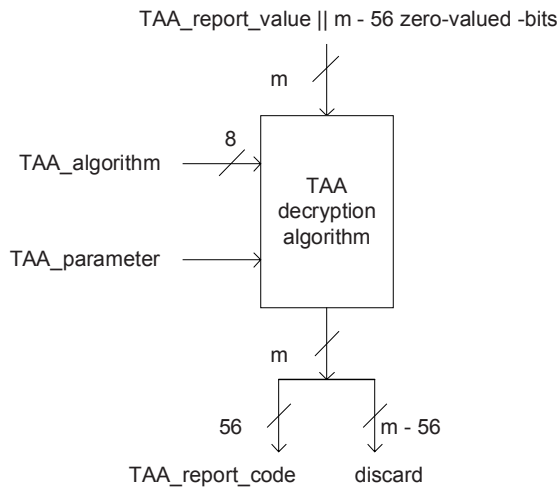 TAA_report_value || m - 56 zero-valued -bits
m
8
TAA_algorithm
TAA
decryption
algorithm
TAA_parameter
m
56
m - 56
TAA_report_code
discard